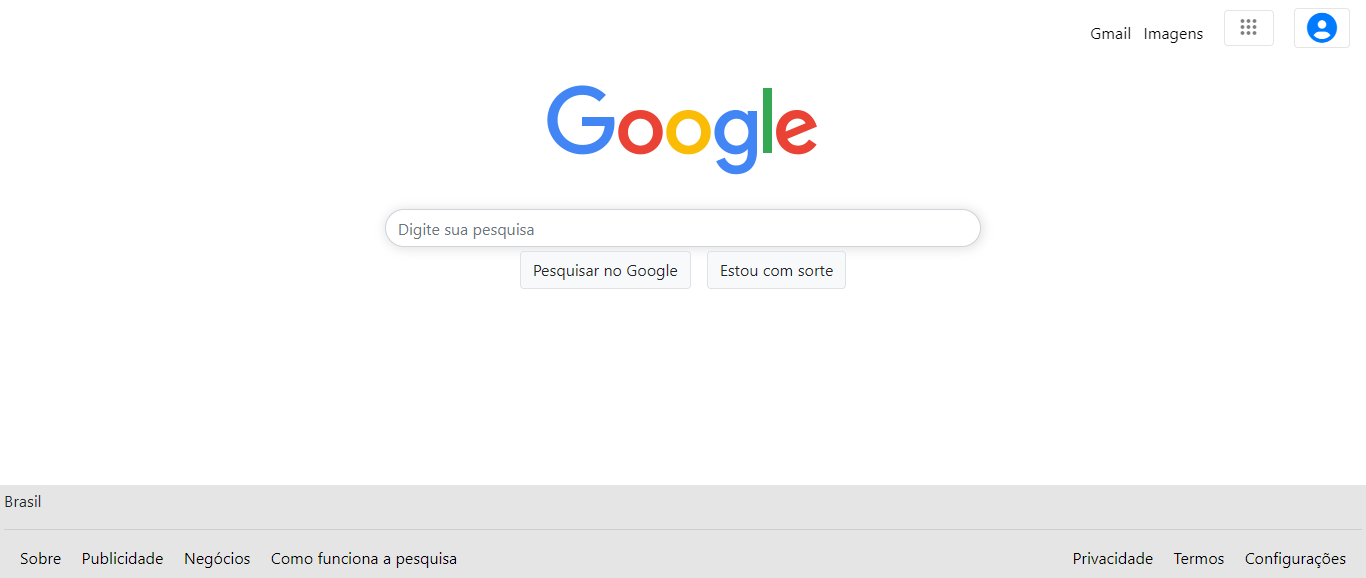 Gmail Imagens
Google
Digite sua pesquisa
Pesquisar no Google Estou com sorte
Brasil
Sobre Publicidade Negócios Como funciona a pesquisa Privacidade Termos Configurações